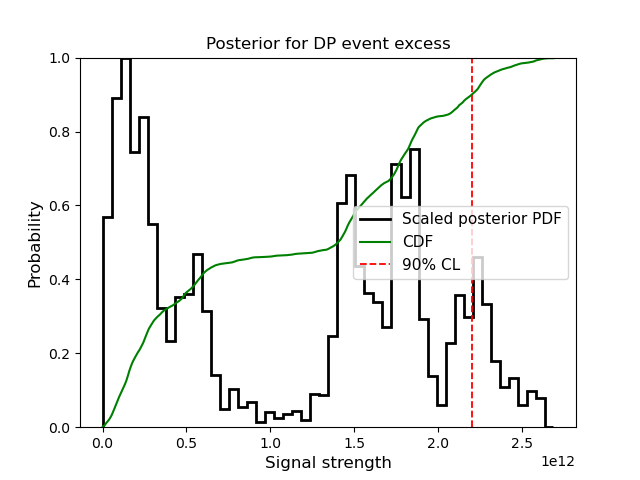 Posterior for DP event excess
Probability
1.0
0.8
0.6
0.4
0.2
0.0
Scaled posterior PDF
CDF
90% CL
0.0 0.5 1.0 1.5 2.0 2.5
1e12
Signal strength